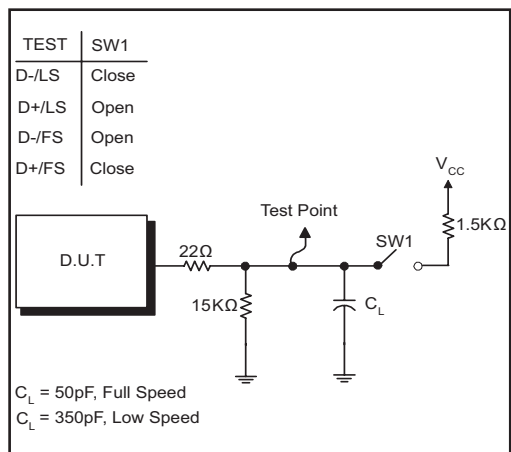 TEST SW1
D-/LS Close
D+/LS Open
D-/FS Open
D+/FS Close
V_CC
Test Point
1.5KΩ
SW1
D.U.T
22Ω
15KΩ
C_L
C_L = 50pF, Full Speed
C_L = 350pF, Low Speed